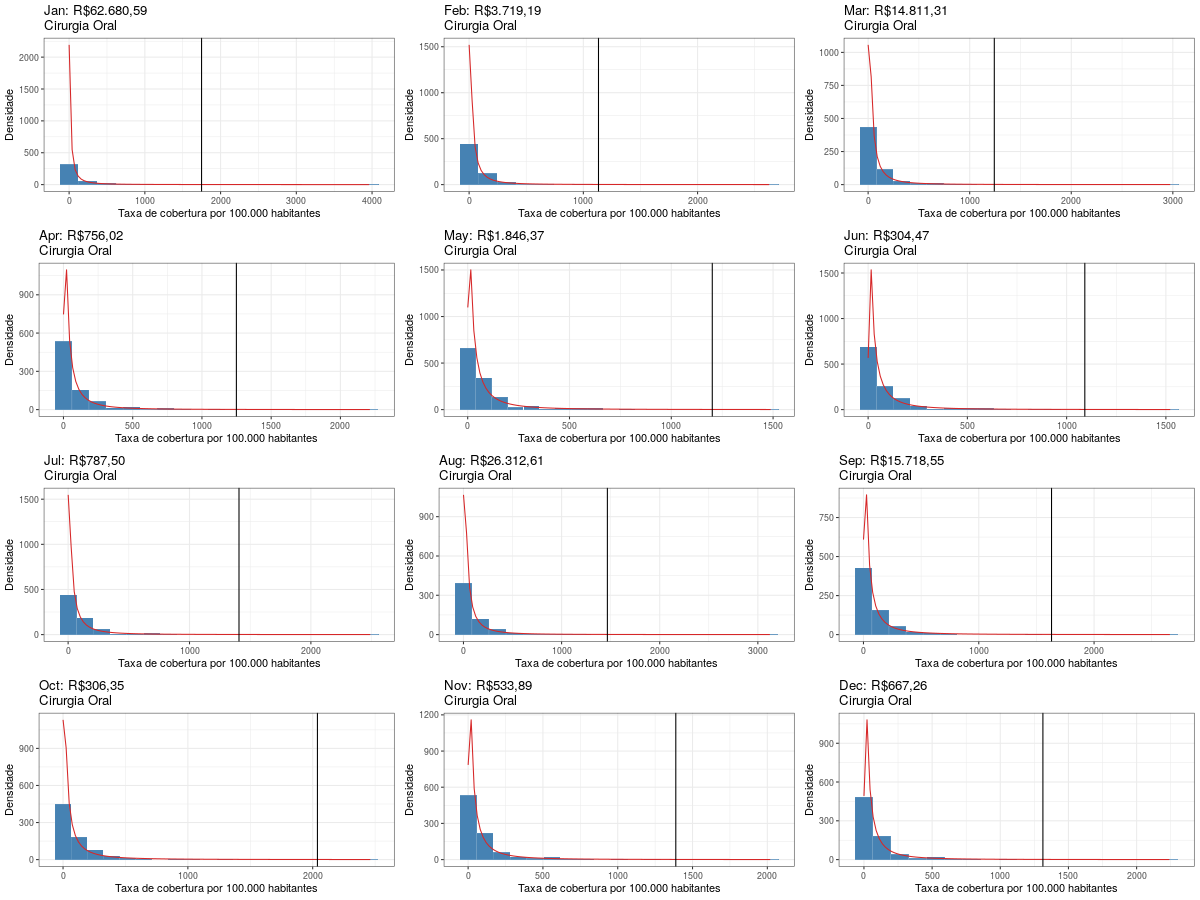 Jan: R$62.680,59
Cirurgia Oral
Densidade
2000
1500
1000
500
0
0 1000 2000 3000 4000
Taxa de cobertura por 100.000 habitantes
Feb: R$3.719,19
Cirurgia Oral
Densidade
1500
1000
500
0
0 1000 2000
Taxa de cobertura por 100.000 habitantes
Mar: R$14.811,31
Cirurgia Oral
Densidade
1000
750
500
250
0
0 1000 2000 3000
Taxa de cobertura por 100.000 habitantes
Apr: R$756,02
Cirurgia Oral
Densidade
900
600
300
0
0 500 1000 1500 2000
Taxa de cobertura por 100.000 habitantes
May: R$1.846,37
Cirurgia Oral
Densidade
1500
1000
500
0
0 500 1000 1500
Taxa de cobertura por 100.000 habitantes
Jun: R$304,47
Cirurgia Oral
Densidade
1500
1000
500
0
0 500 1000 1500
Taxa de cobertura por 100.000 habitantes
Jul: R$787,50
Cirurgia Oral
Densidade
1500
1000
500
0
0 1000 2000
Taxa de cobertura por 100.000 habitantes
Aug: R$26.312,61
Cirurgia Oral
Densidade
900
600
300
0
0 1000 2000 3000
Taxa de cobertura por 100.000 habitantes
Sep: R$15.718,55
Cirurgia Oral
Densidade
750
500
250
0
0 1000 2000
Taxa de cobertura por 100.000 habitantes
Oct: R$306,35
Cirurgia Oral
Densidade
900
600
300
0
0 1000 2000
Taxa de cobertura por 100.000 habitantes
Nov: R$533,89
Cirurgia Oral
Densidade
1200
900
600
300
0
0 500 1000 1500 2000
Taxa de cobertura por 100.000 habitantes
Dec: R$667,26
Cirurgia Oral
Densidade
900
600
300
0
0 500 1000 1500 2000
Taxa de cobertura por 100.000 habitantes